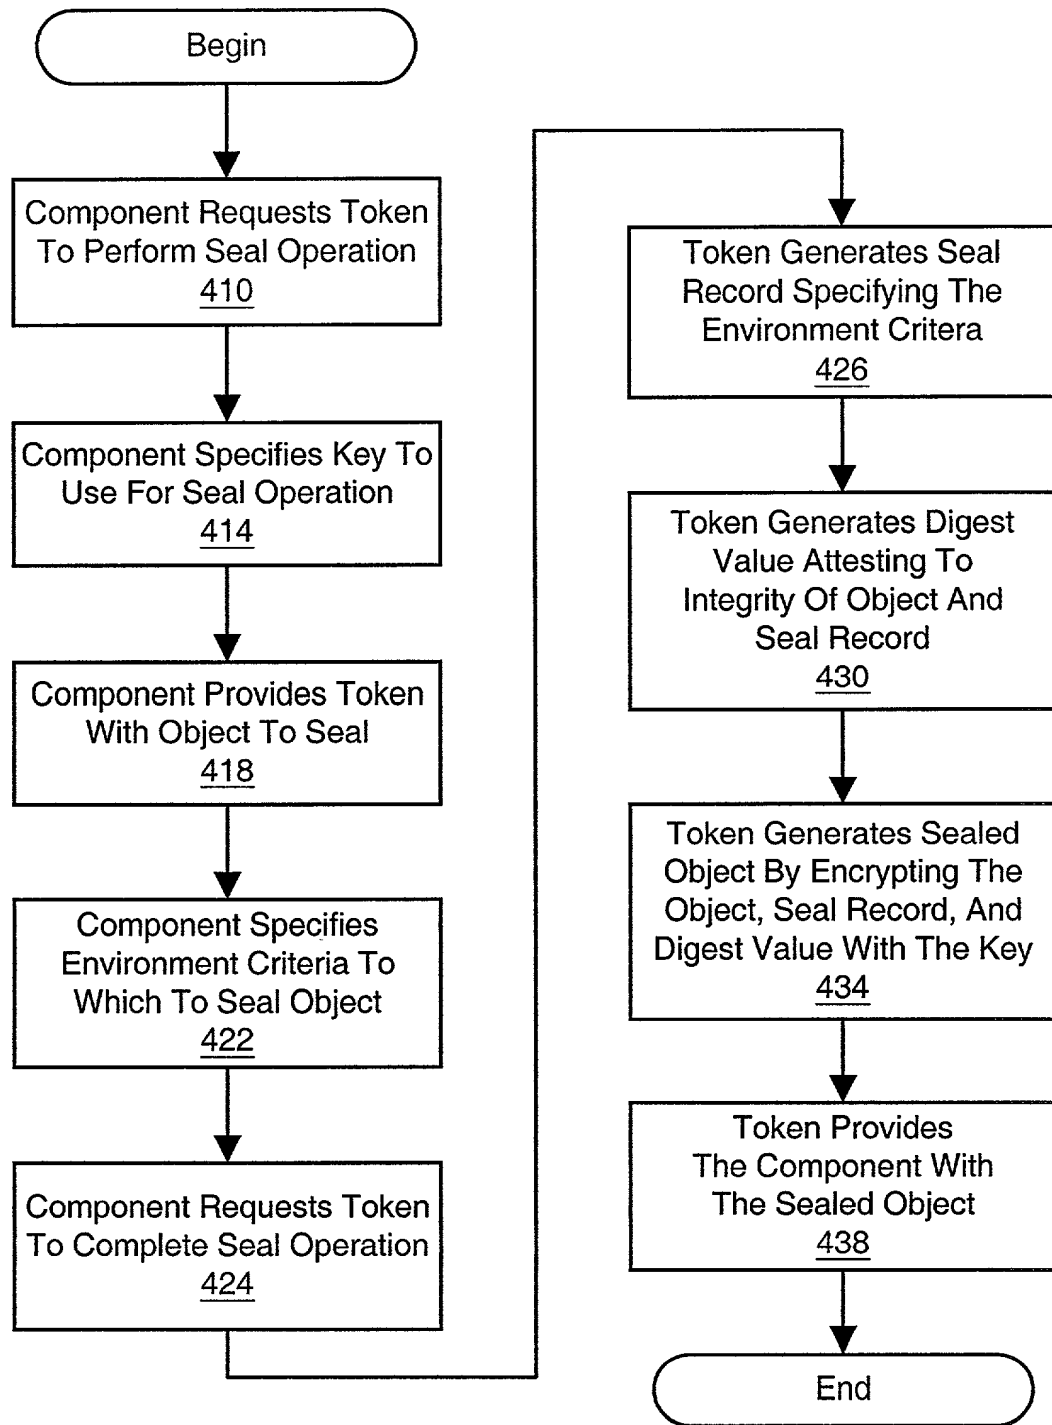 Begin
Component Requests Token
To Perform Seal Operation
410
Component Specifies Key To
Use For Seal Operation
414
Component Provides Token
With Object To Seal
418
Component Specifies
Environment Criteria To
Which To Seal Object
422
Component Requests Token
To Complete Seal Operation
424
Token Generates Seal
Record Specifying The
Environment Critera
426
Token Generates Digest
Value Attesting To
Integrity Of Object And
Seal Record
430
Token Generates Sealed
Object By Encrypting The
Object, Seal Record, And
Digest Value With The Key
434
Token Provides
The Component With
The Sealed Object
438
End